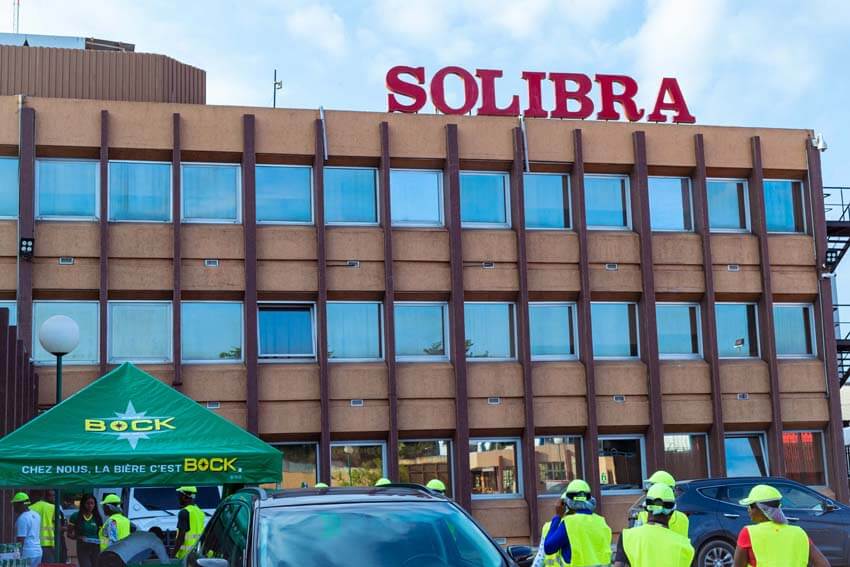 SOLIBRA
BOCK
CHEZ NOUS, LA BIÈRE C'EST BOCK.